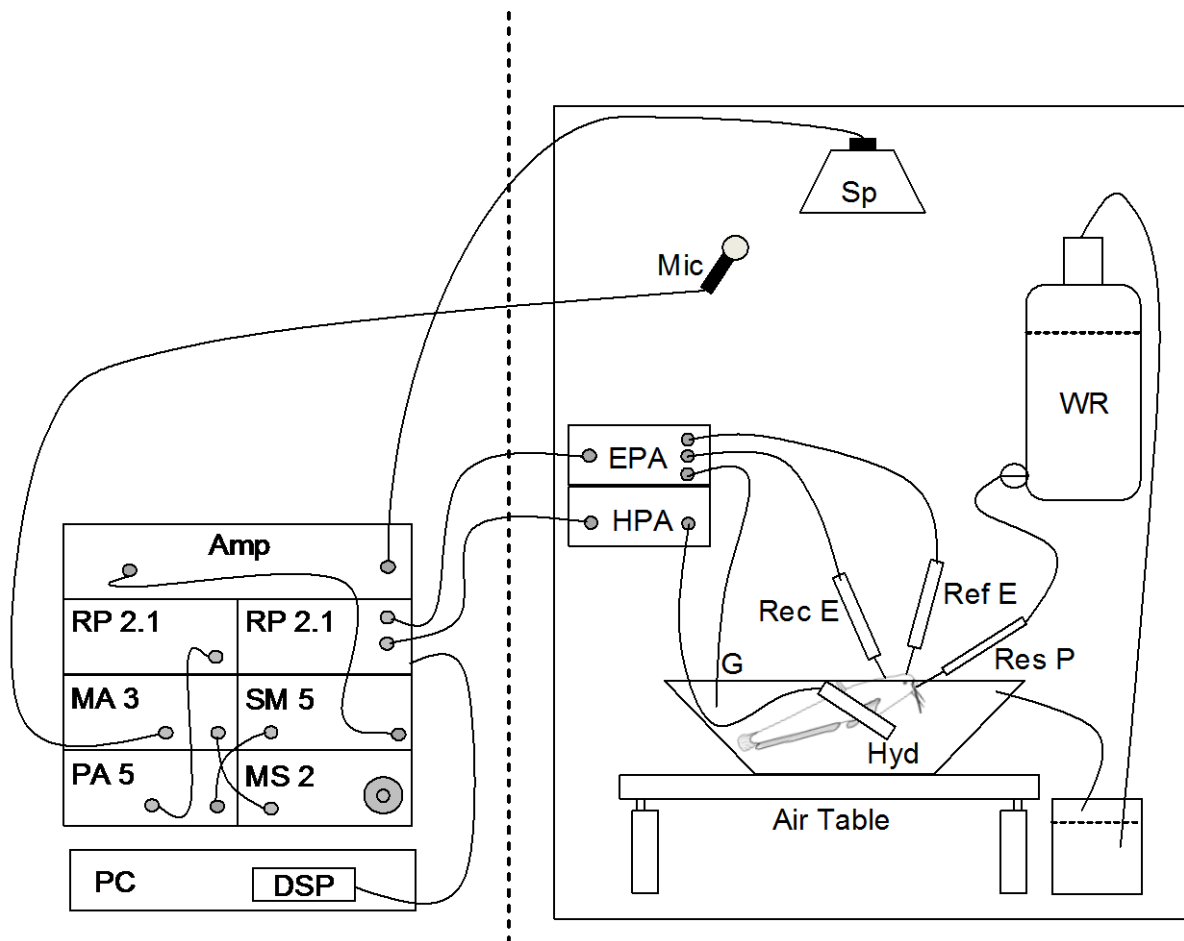 Sp
Mic
WR
EPA
HPA
Amp
RP 2.1
RP 2.1
Rec E
Ref E
Res P
G
MA 3
SM 5
Hyd
PA 5
MS 2
Air Table
PC
DSP